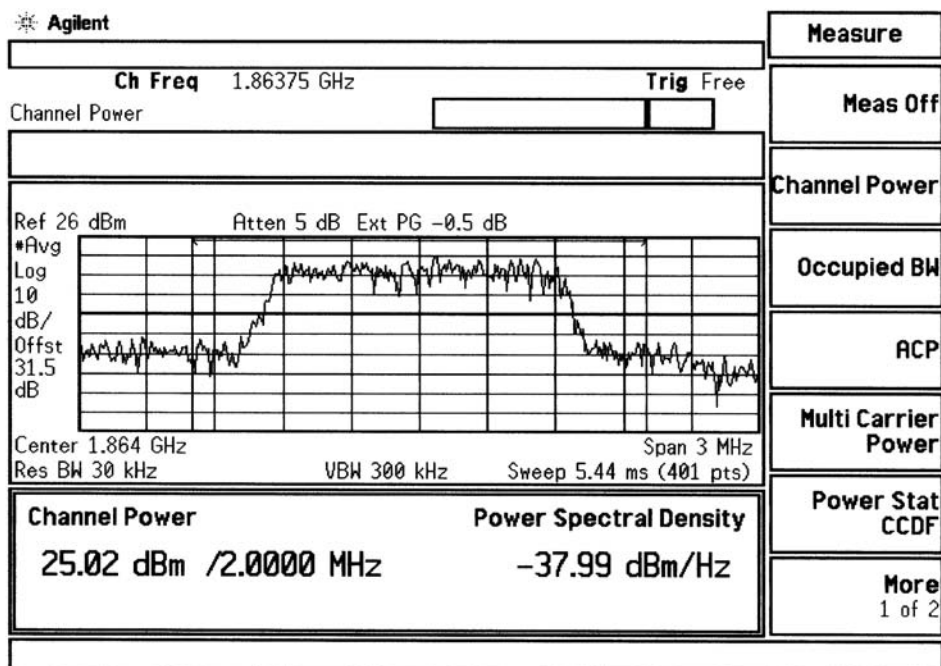 Agilent
Ch Freq 1.86375 GHz Trig Free
Channel Power
Ref 26 dBm Atten 5 dB Ext PG -0.5 dB
#Avg
Log
10
dB/
Offst
31.5
dB
Center 1.864 GHz Span 3 MHz
Res BW 30 kHz VBW 300 kHz Sweep 5.44 ms (401 pts)
Channel Power Power Spectral Density
25.02 dBm /2.0000 MHz -37.99 dBm/Hz
Measure
Meas Off
Channel Power
Occupied BW
ACP
Multi Carrier
Power
Power Stat
CCDF
More
1 of 2